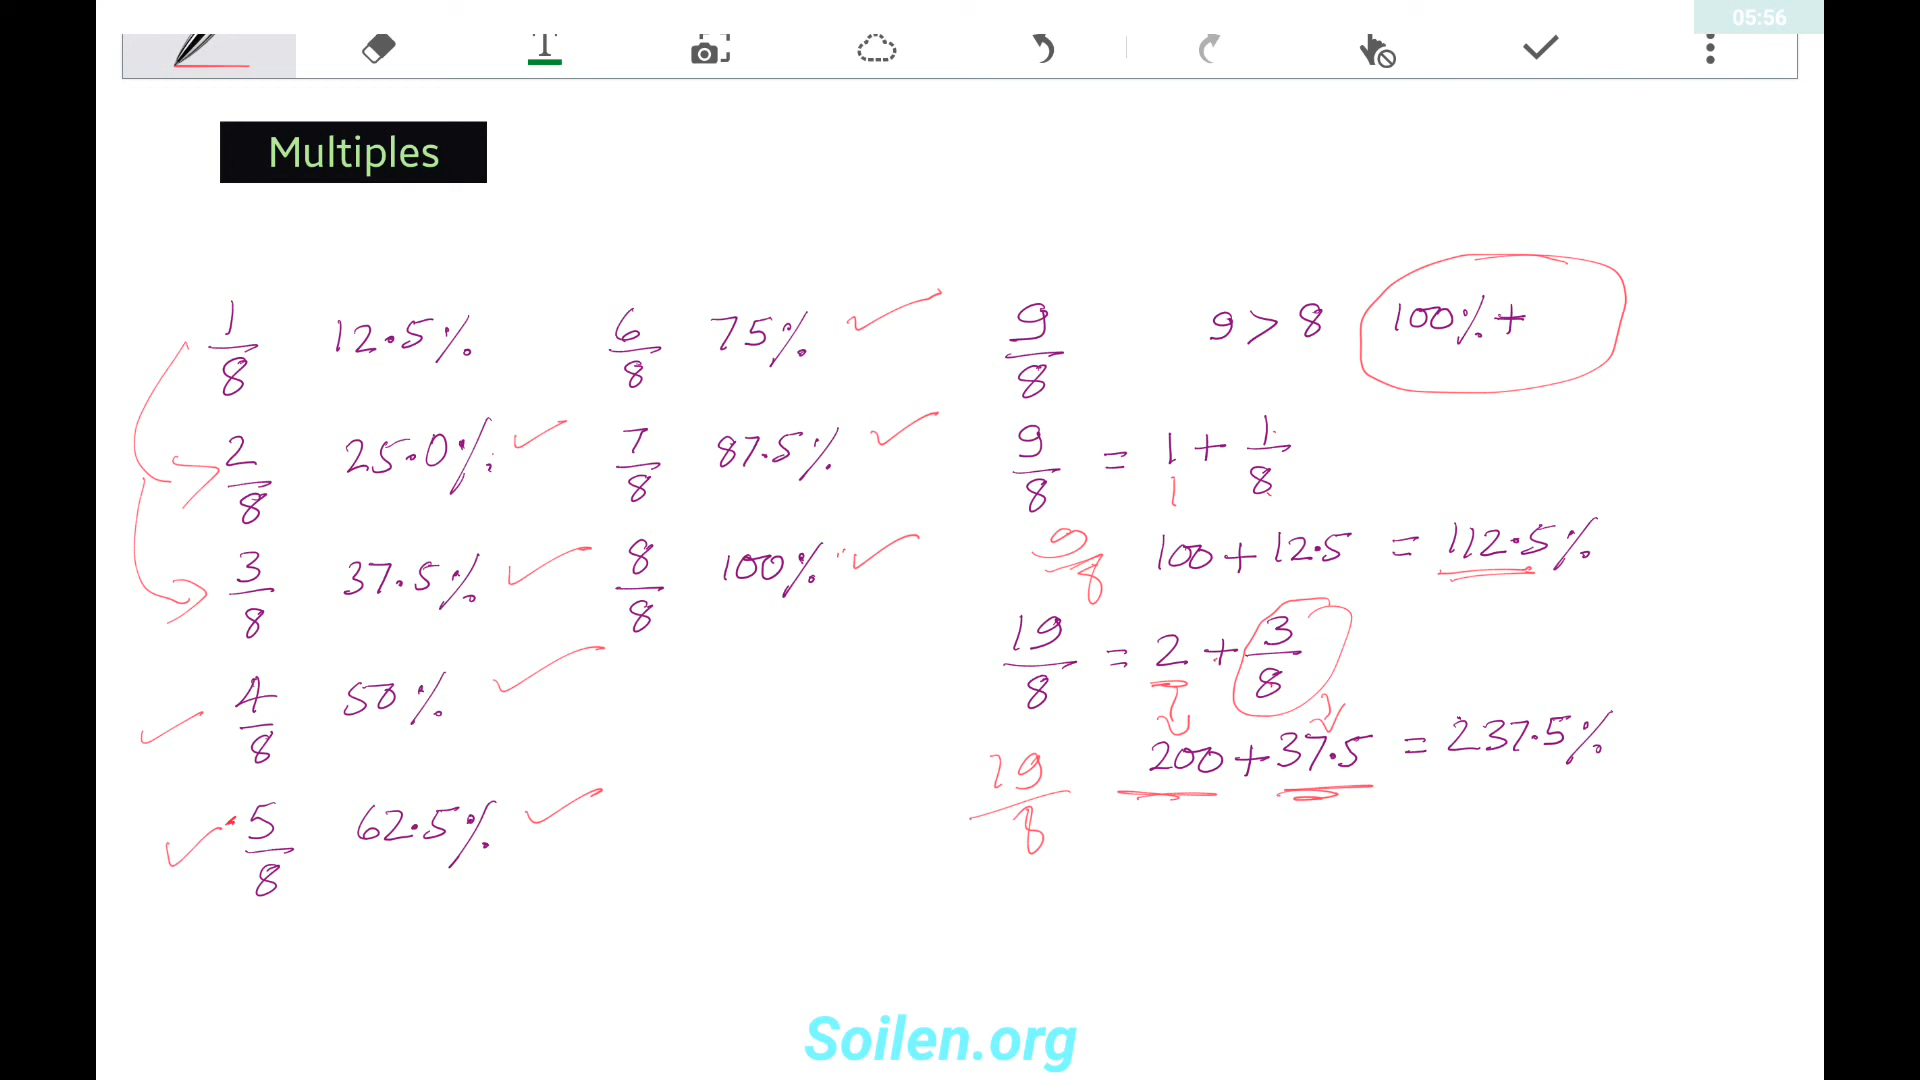 05:56
T
Multiples
1/8 12.5%
2/8 25.0%
3/8 37.5%
4/8 50%
5/8 62.5%
6/8 75%
7/8 87.5%
8/8 100%
9/8 9 > 8 100% +
9/8 = 1 + 1/8
1
9/8 100 + 12.5 = 112.5%
19/8 = 2 + 3/8
200 + 37.5 = 237.5%
19/8
Soilen.org